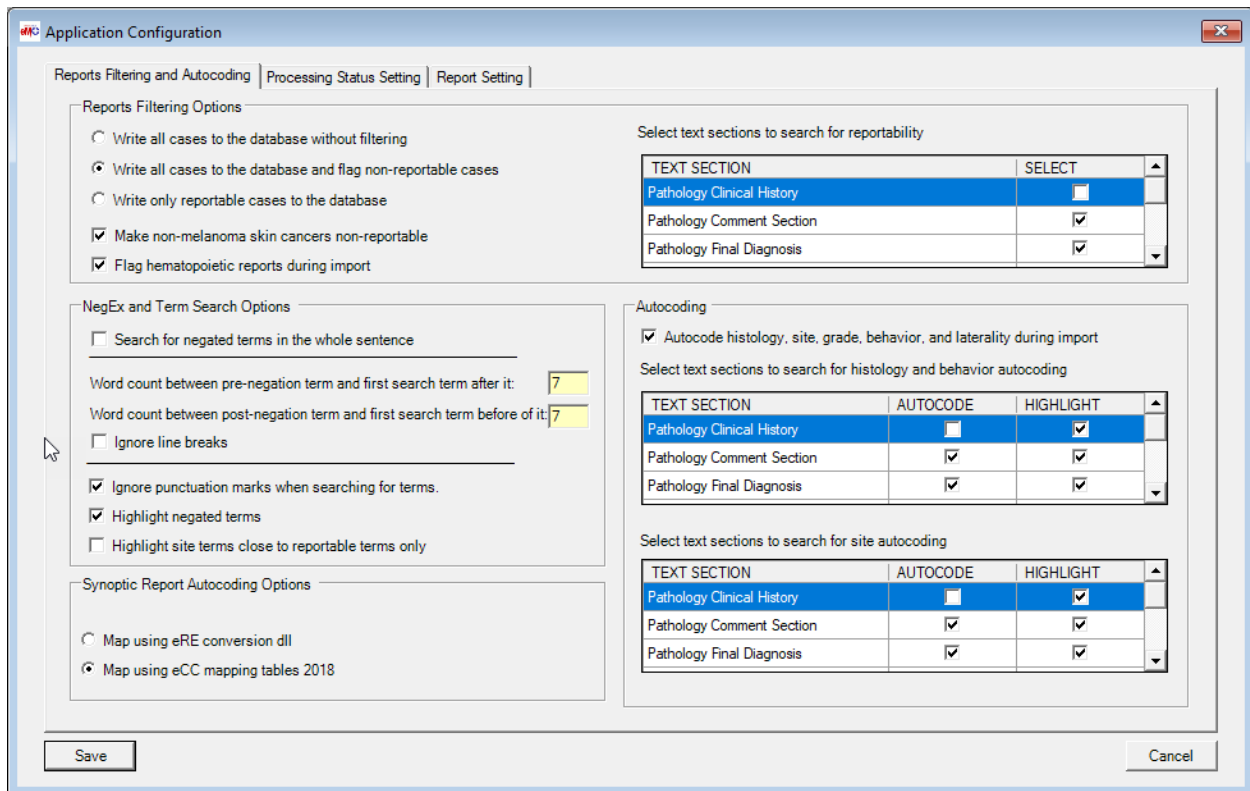 eMC
Application Configuration
Reports Filtering and Autocoding
Processing Status Setting
Report Setting
Reports Filtering Options
Write all cases to the database without filtering
Write all cases to the database and flag non-reportable cases
Write only reportable cases to the database
Make non-melanoma skin cancers non-reportable
Flag hematopoietic reports during import
Select text sections to search for reportability
TEXT SECTION SELECT
Pathology Clinical History
Pathology Comment Section
Pathology Final Diagnosis
NegEx and Term Search Options
Search for negated terms in the whole sentence
Word count between pre-negation term and first search term after it: 7
Word count between post-negation term and first search term before of it: 7
Ignore line breaks
Ignore punctuation marks when searching for terms.
Highlight negated terms
Highlight site terms close to reportable terms only
Synoptic Report Autocoding Options
Map using eRE conversion dll
Map using eCC mapping tables 2018
Autocoding
Autocode histology, site, grade, behavior, and laterality during import
Select text sections to search for histology and behavior autocoding
TEXT SECTION AUTOCODE HIGHLIGHT
Pathology Clinical History
Pathology Comment Section
Pathology Final Diagnosis
Select text sections to search for site autocoding
TEXT SECTION AUTOCODE HIGHLIGHT
Pathology Clinical History
Pathology Comment Section
Pathology Final Diagnosis
Save
Cancel